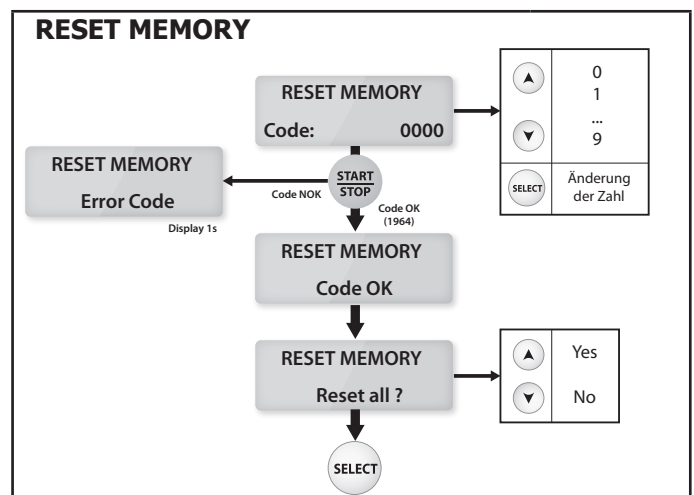 RESET MEMORY
RESET MEMORY
Code: 0000
0
1
...
9
SELECT
Änderung
der Zahl
START
STOP
Code NOK
RESET MEMORY
Error Code
Display 1s
Code OK
(1964)
RESET MEMORY
Code OK
RESET MEMORY
Reset all ?
Yes
No
SELECT